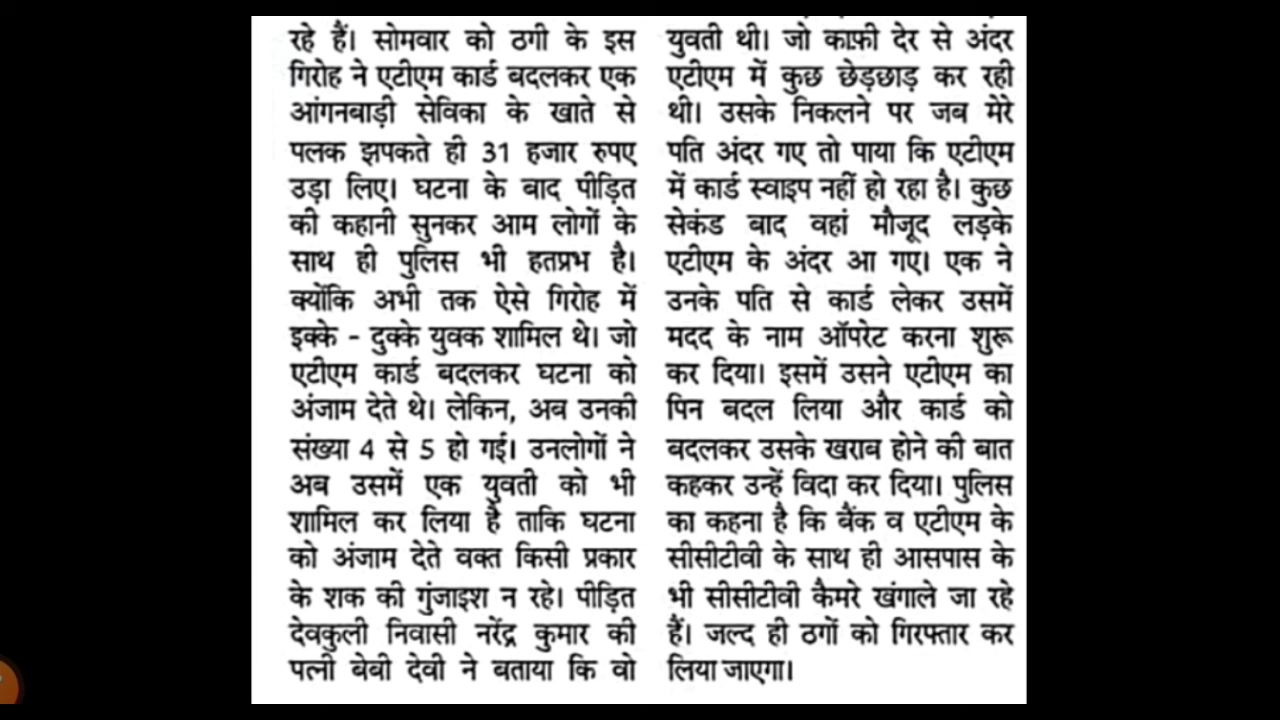 रहे हैं। सोमवार को ठगी के इस
गिरोह ने एटीएम कार्ड बदलकर एक
आंगनबाड़ी सेविका के खाते से
पलक झपकते ही 31 हजार रुपए
उड़ा लिए। घटना के बाद पीड़ित
की कहानी सुनकर आम लोगों के
साथ ही पुलिस भी हतप्रभ है।
क्योंकि अभी तक ऐसे गिरोह में
इक्के - दुक्के युवक शामिल थे। जो
एटीएम कार्ड बदलकर घटना को
अंजाम देते थे। लेकिन, अब उनकी
संख्या 4 से 5 हो गई। उनलोगों ने
अब उसमें एक युवती को भी
शामिल कर लिया है ताकि घटना
को अंजाम देते वक्त किसी प्रकार
के शक की गुंजाइश न रहे। पीड़ित
देवकुली निवासी नरेंद्र कुमार की
पत्नी बेबी देवी ने बताया कि वो
युवती थी। जो काफ़ी देर से अंदर
एटीएम में कुछ छेड़छाड़ कर रही
थी। उसके निकलने पर जब मेरे
पति अंदर गए तो पाया कि एटीएम
में कार्ड स्वाइप नहीं हो रहा है। कुछ
सेकंड बाद वहां मौजूद लड़के
एटीएम के अंदर आ गए। एक ने
उनके पति से कार्ड लेकर उसमें
मदद के नाम ऑपरेट करना शुरू
कर दिया। इसमें उसने एटीएम का
पिन बदल लिया और कार्ड को
बदलकर उसके खराब होने की बात
कहकर उन्हें विदा कर दिया। पुलिस
का कहना है कि बैंक व एटीएम के
सीसीटीवी के साथ ही आसपास के
भी सीसीटीवी कैमरे खंगाले जा रहे
हैं। जल्द ही ठगों को गिरफ्तार कर
लिया जाएगा।